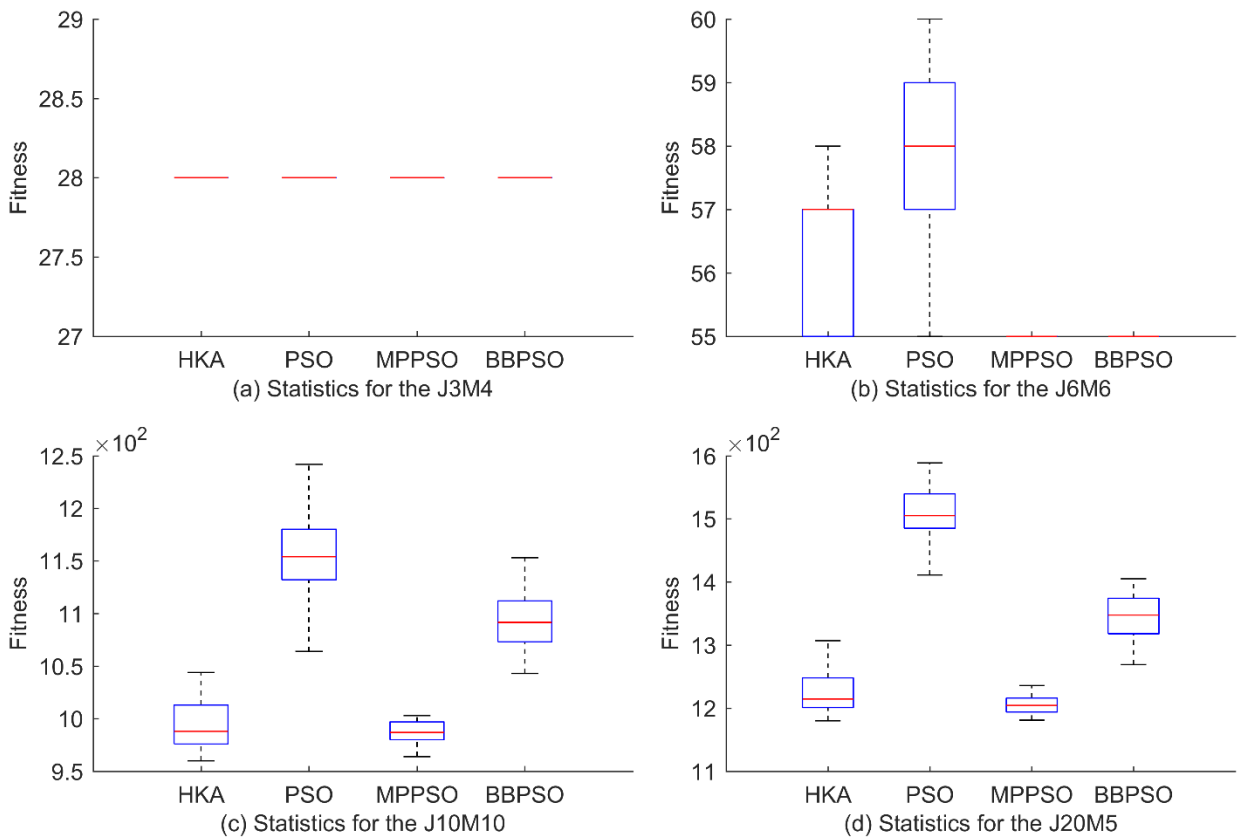 29
28.5
28
27.5
27
Fitness
HKA PSO MPPSO BBPSO
(a) Statistics for the J3M4
60
59
58
57
56
55
Fitness
HKA PSO MPPSO BBPSO
(b) Statistics for the J6M6
×10²
12.5
12
11.5
11
10.5
10
9.5
Fitness
HKA PSO MPPSO BBPSO
(c) Statistics for the J10M10
×10²
16
15
14
13
12
11
Fitness
HKA PSO MPPSO BBPSO
(d) Statistics for the J20M5